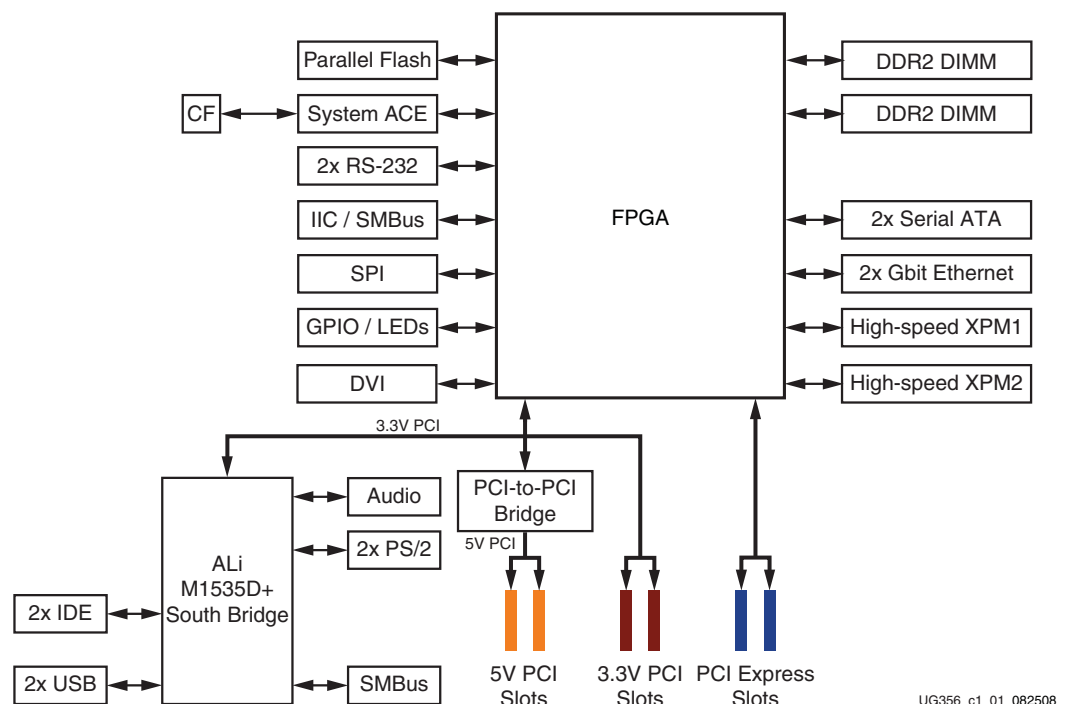 Parallel Flash
DDR2 DIMM
CF
System ACE
DDR2 DIMM
2x RS-232
IIC / SMBus
FPGA
2x Serial ATA
SPI
2x Gbit Ethernet
GPIO / LEDs
High-speed XPM1
DVI
High-speed XPM2
3.3V PCI
Audio
PCI-to-PCI
Bridge
2x PS/2
5V PCI
ALi
M1535D+
South Bridge
2x IDE
2x USB
SMBus
5V PCI
Slots
3.3V PCI
Slots
PCI Express
Slots
UG356_c1_01_082508